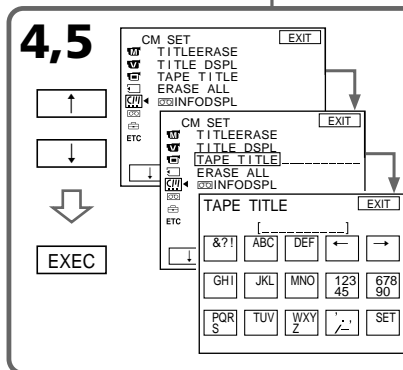 4,5
↑
↓
EXEC
CM SET
EXIT
TITLEERASE
TITLE DSPL
TAPE TITLE
ERASE ALL
INFODSPL
ETC
↓
CM SET
EXIT
TITLEERASE
TITLE DSPL
TAPE TITLE
ERASE ALL
INFODSPL
ETC
↓
TAPE TITLE
EXIT
[_ _ _ _ _ _ _ _ _ _]
&?! ABC DEF ← →
GHI JKL MNO 123 45 678 90
PQR S TUV WXY Z ' . , / – SET